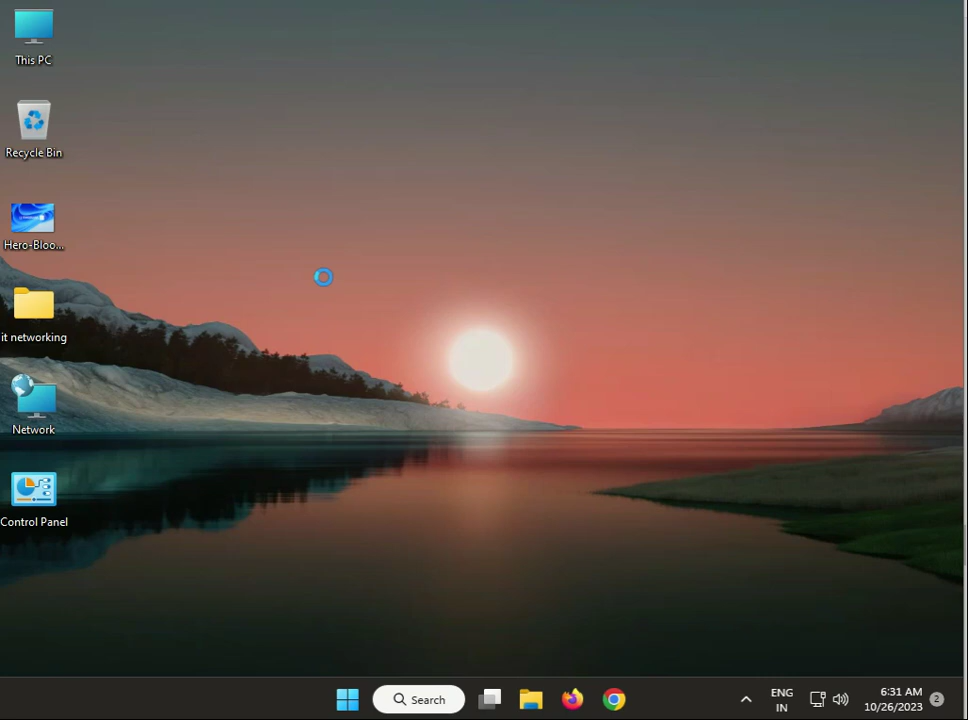 This PC
Recycle Bin
Hero-Bloo...
it networking
Network
Control Panel
Search
ENG
IN
6:31 AM
10/26/2023
2